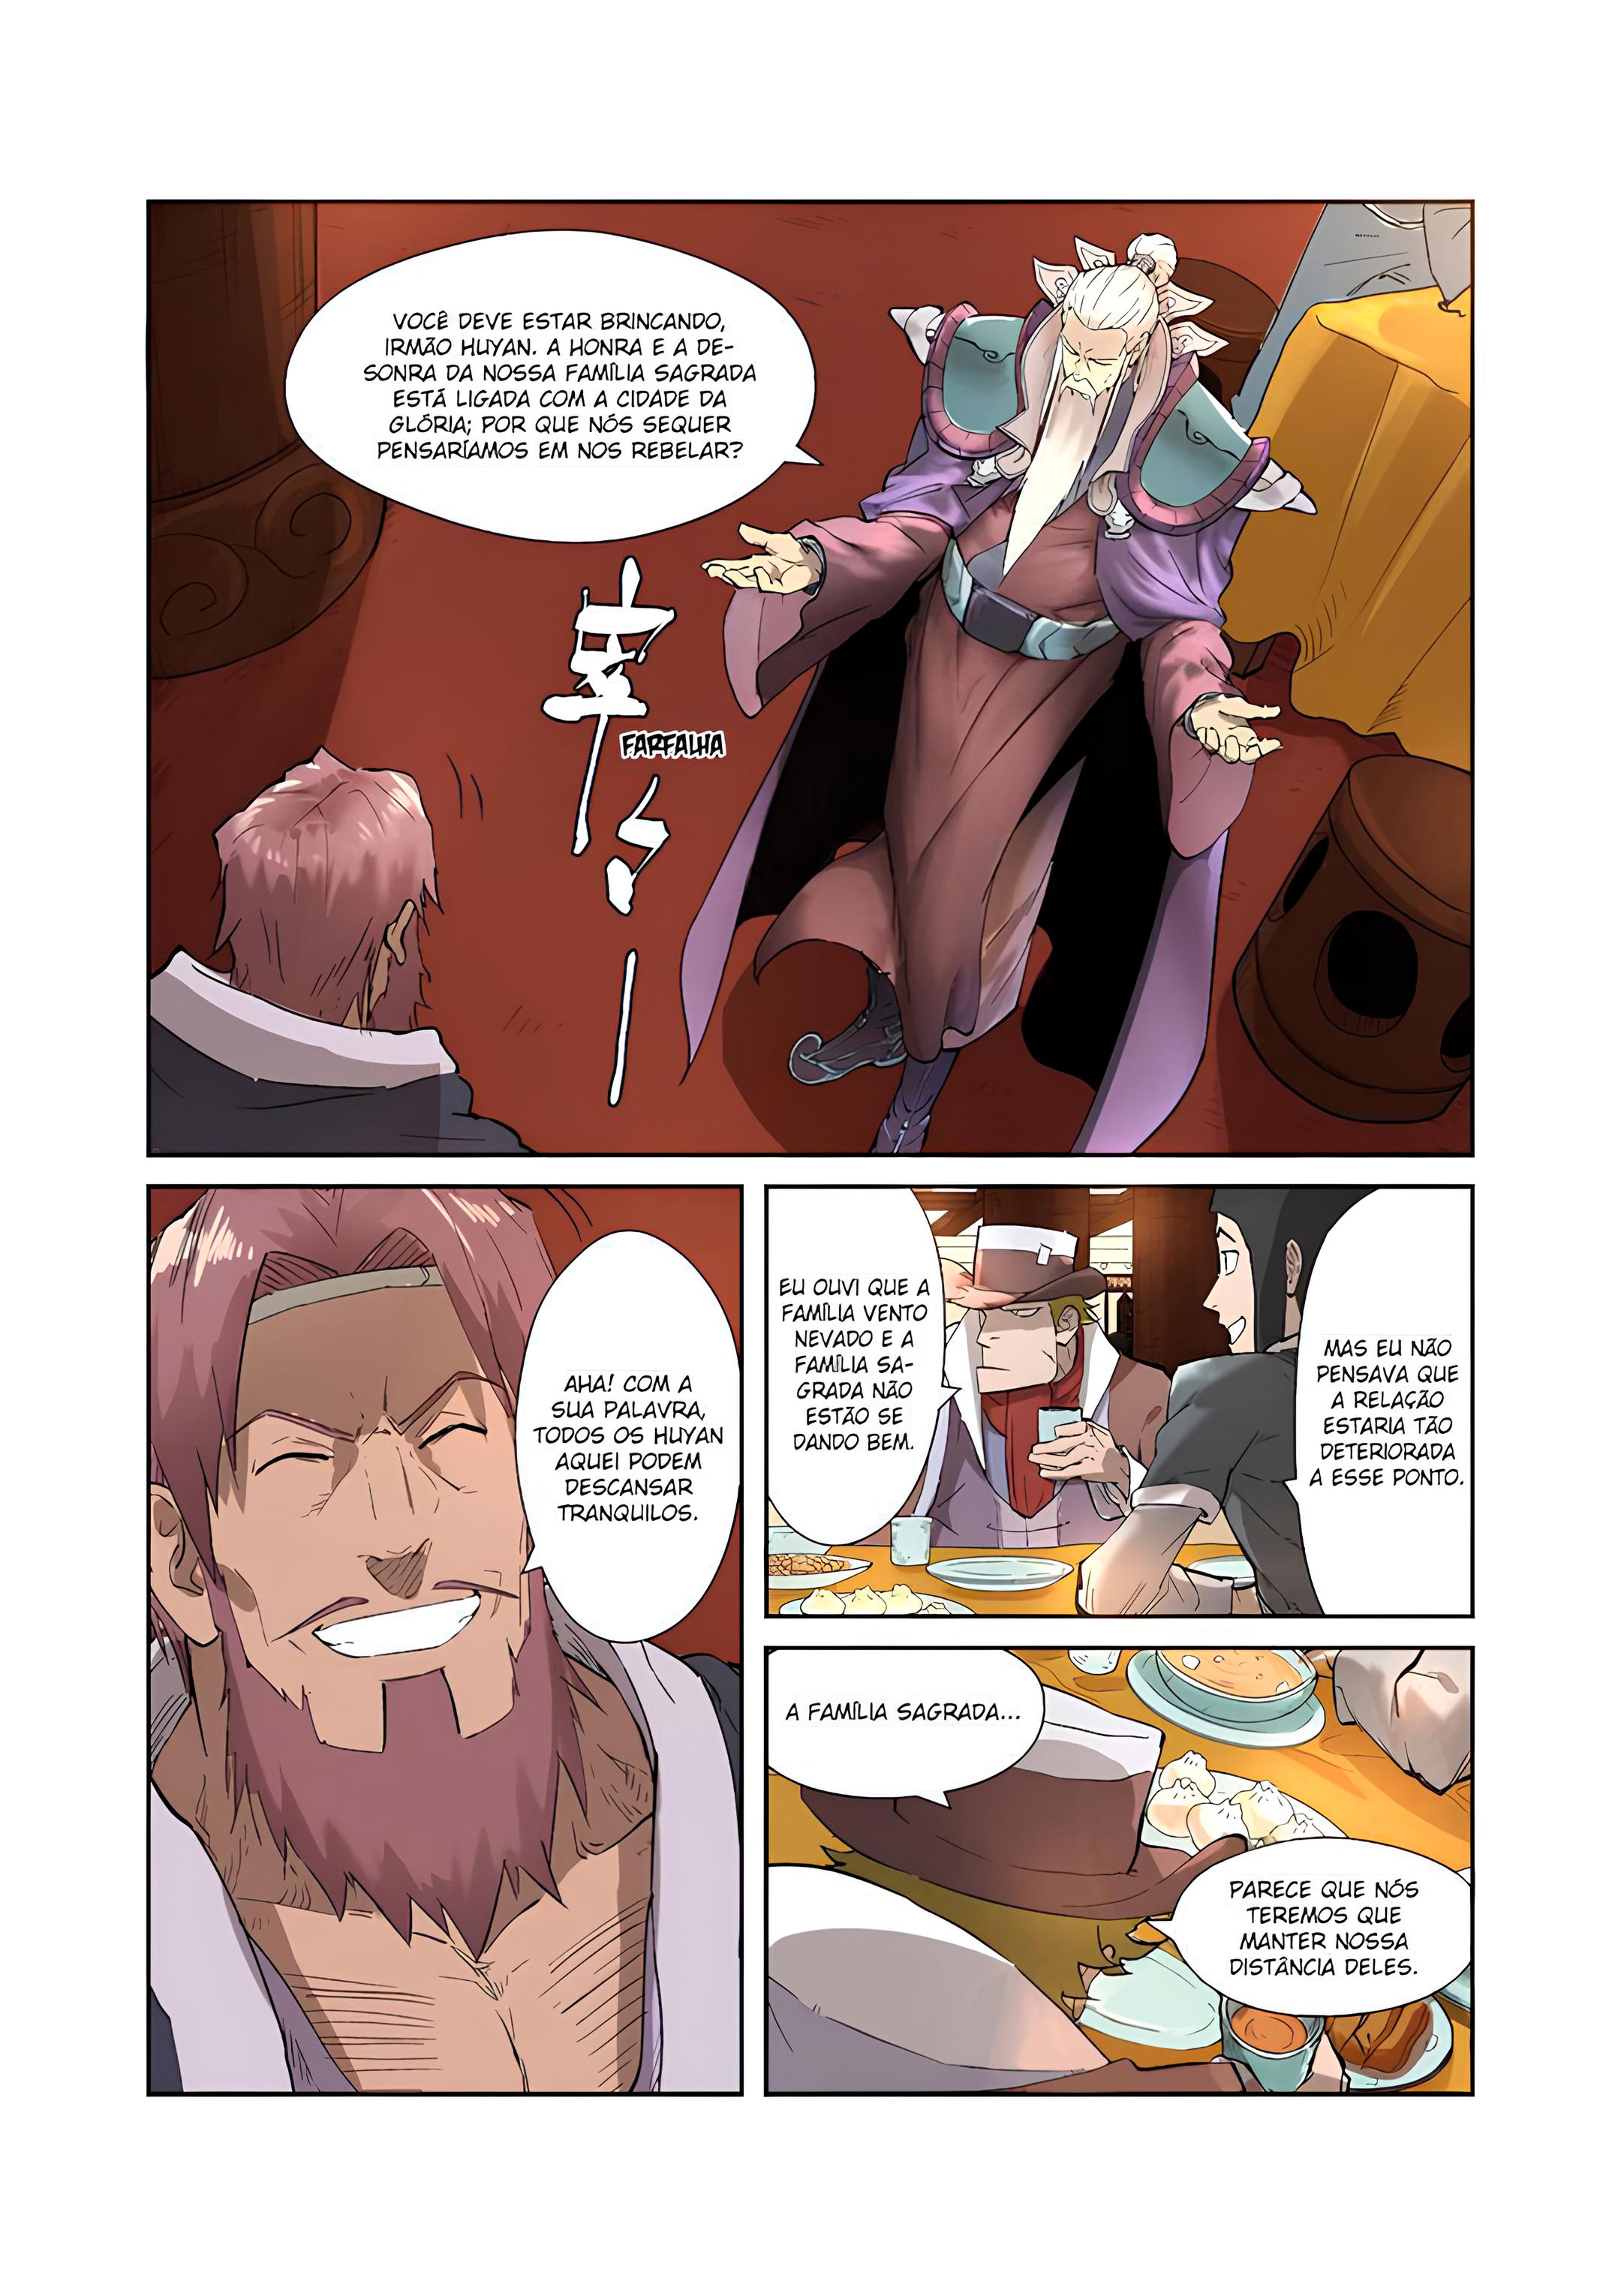 VOCÊ DEVE ESTAR BRINCANDO,
IRMÃO HUYAN. A HONRA E A DE-
SONRA DA NOSSA FAMÍLIA SAGRADA
ESTÁ LIGADA COM A CIDADE DA
GLÓRIA; POR QUE NÓS SEQUER
PENSARÍAMOS EM NOS REBELAR?
FARFALHA
AHA! COM A
SUA PALAVRA,
TODOS OS HUYAN
AQUEI PODEM
DESCANSAR
TRANQUILOS.
EU OUVI QUE A
FAMÍLIA VENTO
NEVADO E A
FAMÍLIA SA-
GRADA NÃO
ESTÃO SE
DANDO BEM.
MAS EU NÃO
PENSAVA QUE
A RELAÇÃO
ESTARIA TÃO
DETERIORADA
A ESSE PONTO.
A FAMÍLIA SAGRADA...
PARECE QUE NÓS
TEREMOS QUE
MANTER NOSSA
DISTÂNCIA DELES.